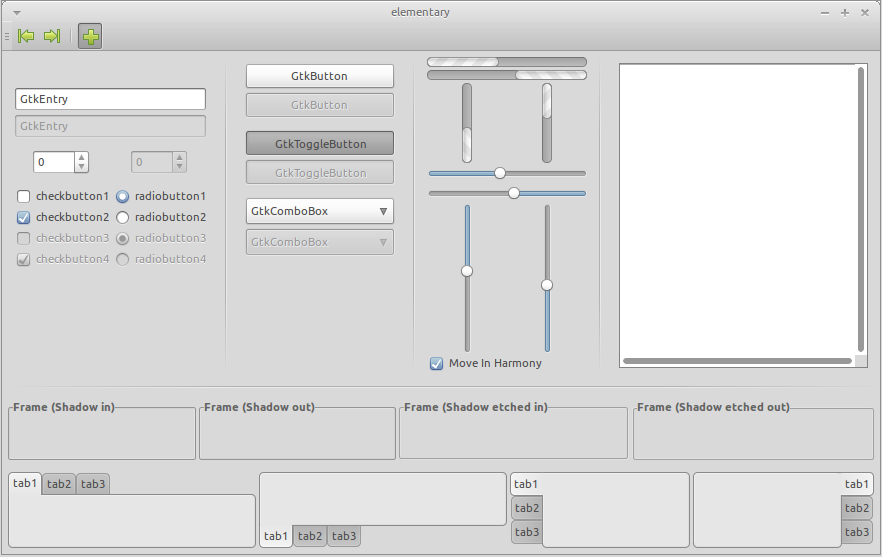 elementary
GtkEntry
GtkEntry
0
0
checkbutton1
radiobutton1
checkbutton2
radiobutton2
checkbutton3
radiobutton3
checkbutton4
radiobutton4
GtkButton
GtkButton
GtkToggleButton
GtkToggleButton
GtkComboBox
GtkComboBox
Move In Harmony
Frame (Shadow in)
Frame (Shadow out)
Frame (Shadow etched in)
Frame (Shadow etched out)
tab1 tab2 tab3
tab1 tab2 tab3
tab1
tab2
tab3
tab1
tab2
tab3